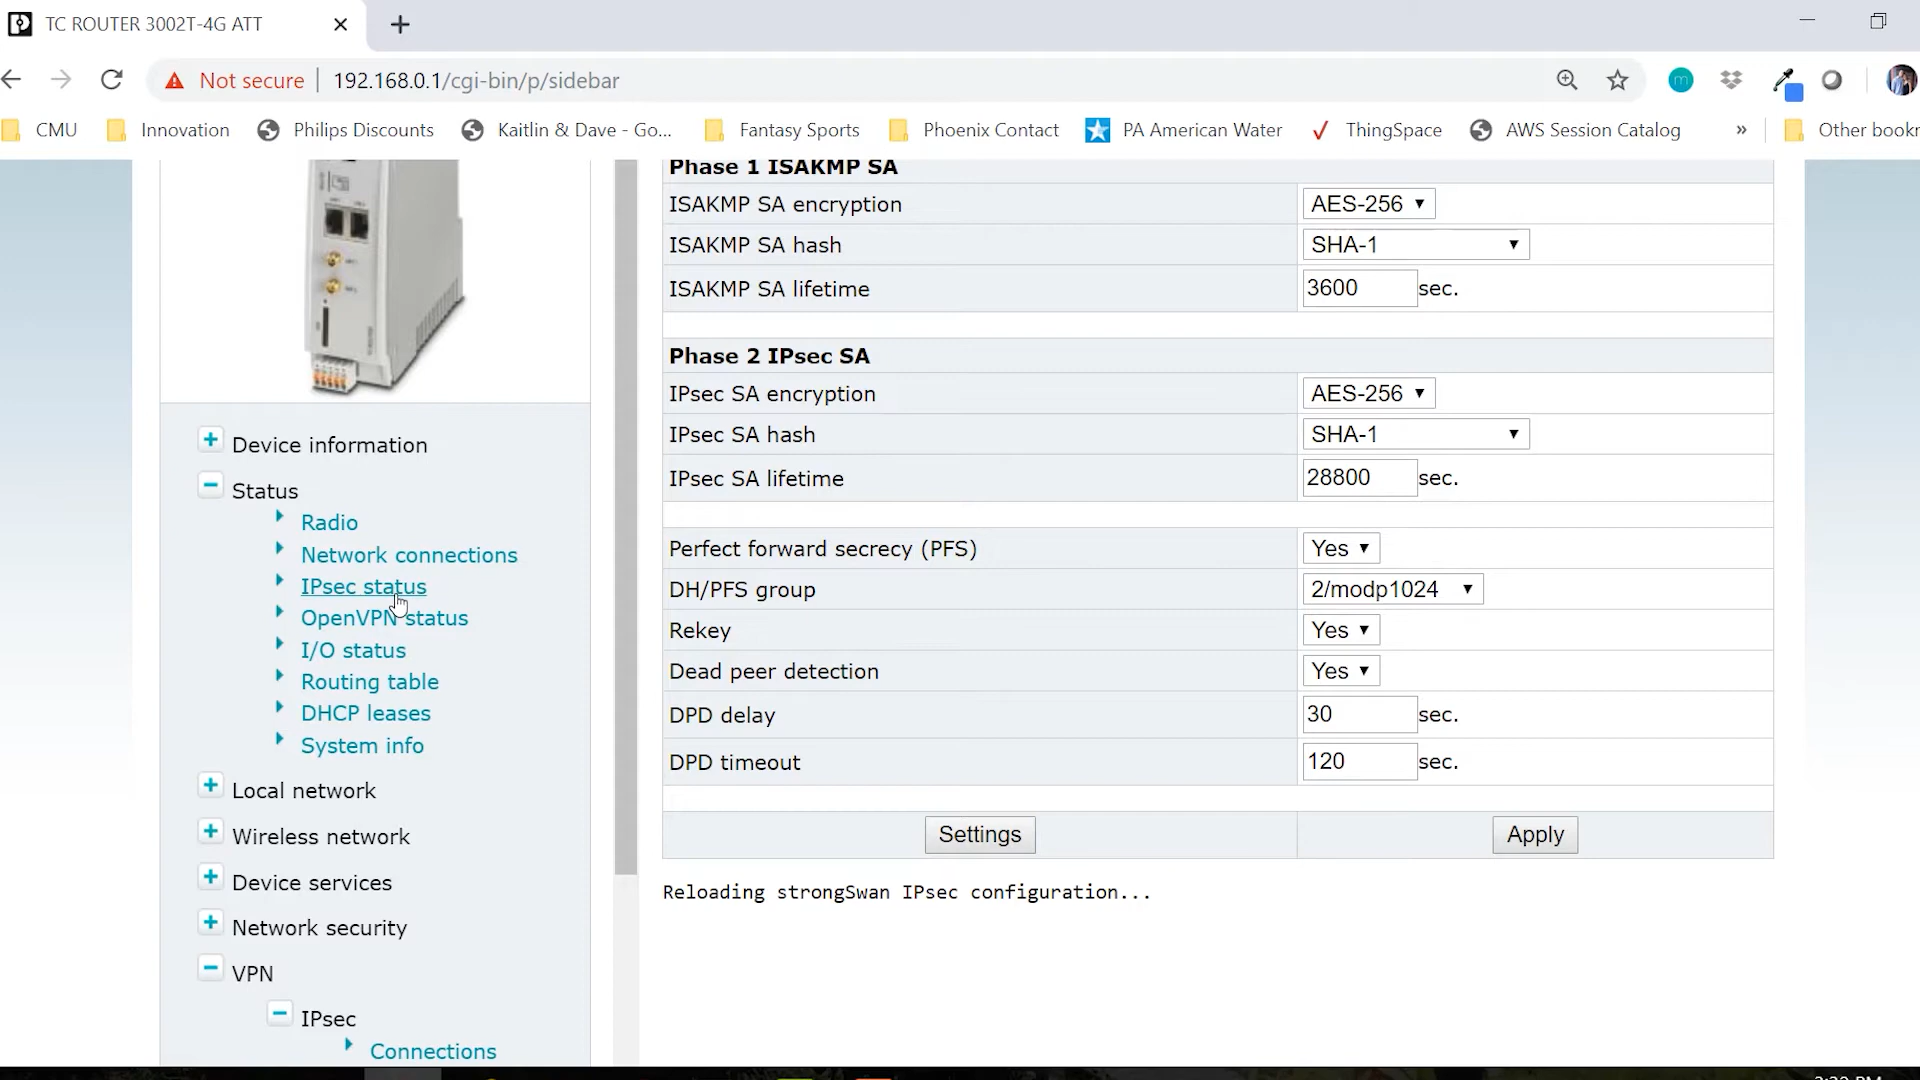 TC ROUTER 3002T-4G ATT
Not secure 192.168.0.1/cgi-bin/p/sidebar
CMU Innovation Philips Discounts Kaitlin & Dave - Go... Fantasy Sports Phoenix Contact PA American Water ThingSpace AWS Session Catalog » Other bookr
Device information
Status
Radio
Network connections
IPsec status
OpenVPN status
I/O status
Routing table
DHCP leases
System info
Local network
Wireless network
Device services
Network security
VPN
IPsec
Connections
Phase 1 ISAKMP SA
ISAKMP SA encryption AES-256
ISAKMP SA hash SHA-1
ISAKMP SA lifetime 3600 sec.
Phase 2 IPsec SA
IPsec SA encryption AES-256
IPsec SA hash SHA-1
IPsec SA lifetime 28800 sec.
Perfect forward secrecy (PFS) Yes
DH/PFS group 2/modp1024
Rekey Yes
Dead peer detection Yes
DPD delay 30 sec.
DPD timeout 120 sec.
Settings Apply
Reloading strongSwan IPsec configuration...